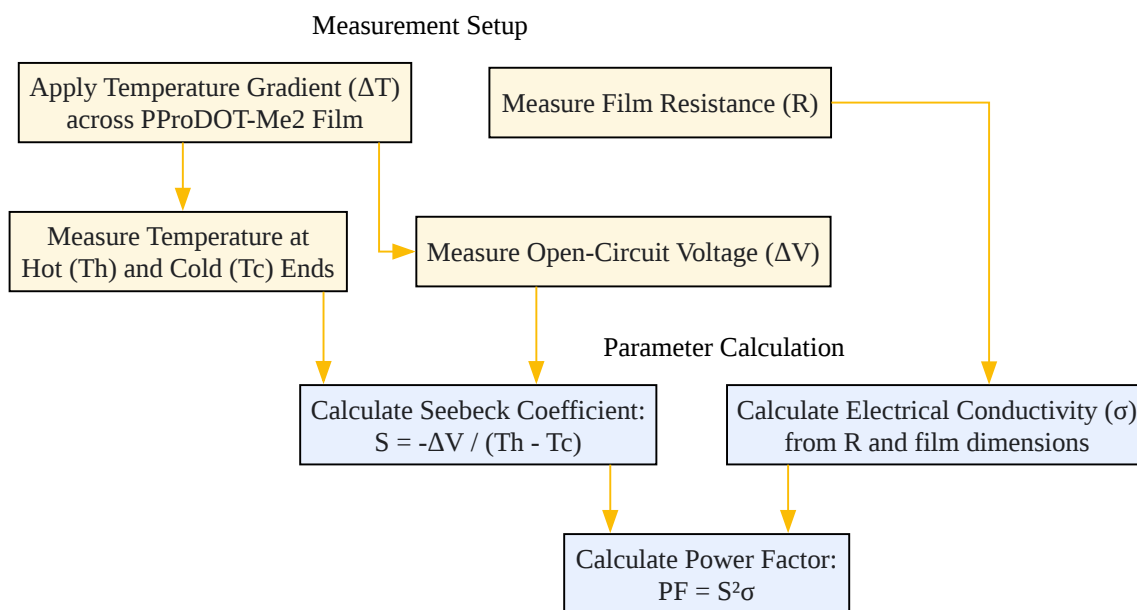 Measurement Setup
Apply Temperature Gradient (ΔT)
across PProDOT-Me2 Film
Measure Film Resistance (R)
Measure Temperature at
Hot (Th) and Cold (Tc) Ends
Measure Open-Circuit Voltage (ΔV)
Parameter Calculation
Calculate Seebeck Coefficient:
S = -ΔV / (Th - Tc)
Calculate Electrical Conductivity (σ)
from R and film dimensions
Calculate Power Factor:
PF = S²σ